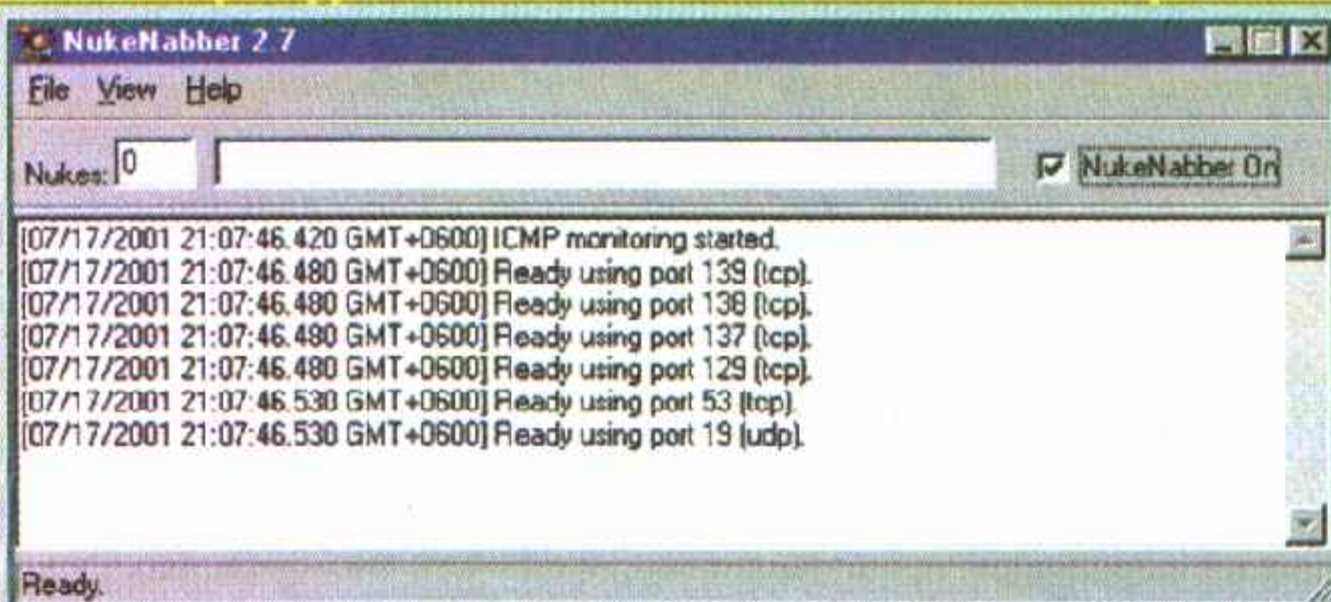 NukeNabber 2.7
File View Help
Nukes: 0 NukeNabber On
[07/17/2001 21:07:46.420 GMT+0600] ICMP monitoring started.
[07/17/2001 21:07:46.480 GMT+0600] Ready using port 139 (tcp).
[07/17/2001 21:07:46.480 GMT+0600] Ready using port 138 (tcp).
[07/17/2001 21:07:46.480 GMT+0600] Ready using port 137 (tcp).
[07/17/2001 21:07:46.480 GMT+0600] Ready using port 129 (tcp).
[07/17/2001 21:07:46.530 GMT+0600] Ready using port 53 (tcp).
[07/17/2001 21:07:46.530 GMT+0600] Ready using port 19 (udp).
Ready.